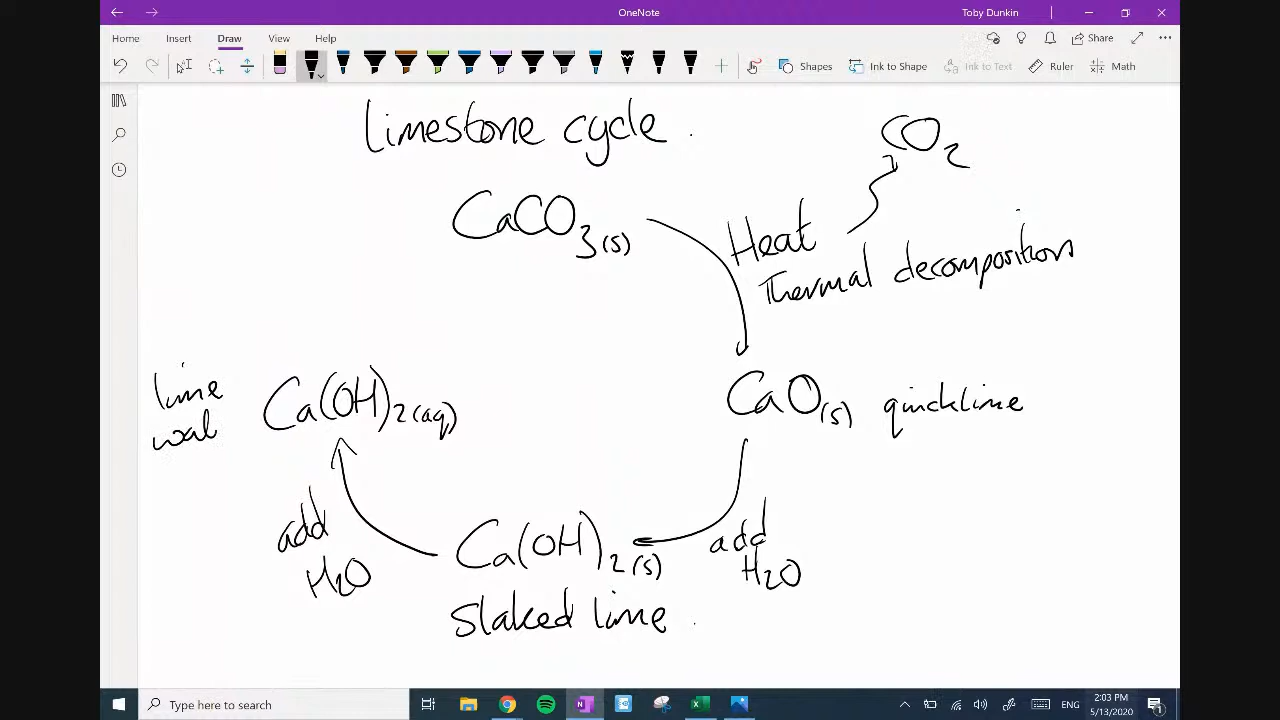 OneNote
Toby Dunkin
Home Insert Draw View Help
Share
Shapes
Ink to Shape
Ink to Text
Ruler
Math
limestone cycle.
CO2
CaCO3(s)
Heat
Thermal decomposition
lime
Ca(OH)2(aq)
CaO(s) quicklime
add
H2O
Ca(OH)2(s)
add
H2O
slaked lime.
Type here to search
ENG
2:03 PM
5/13/2020